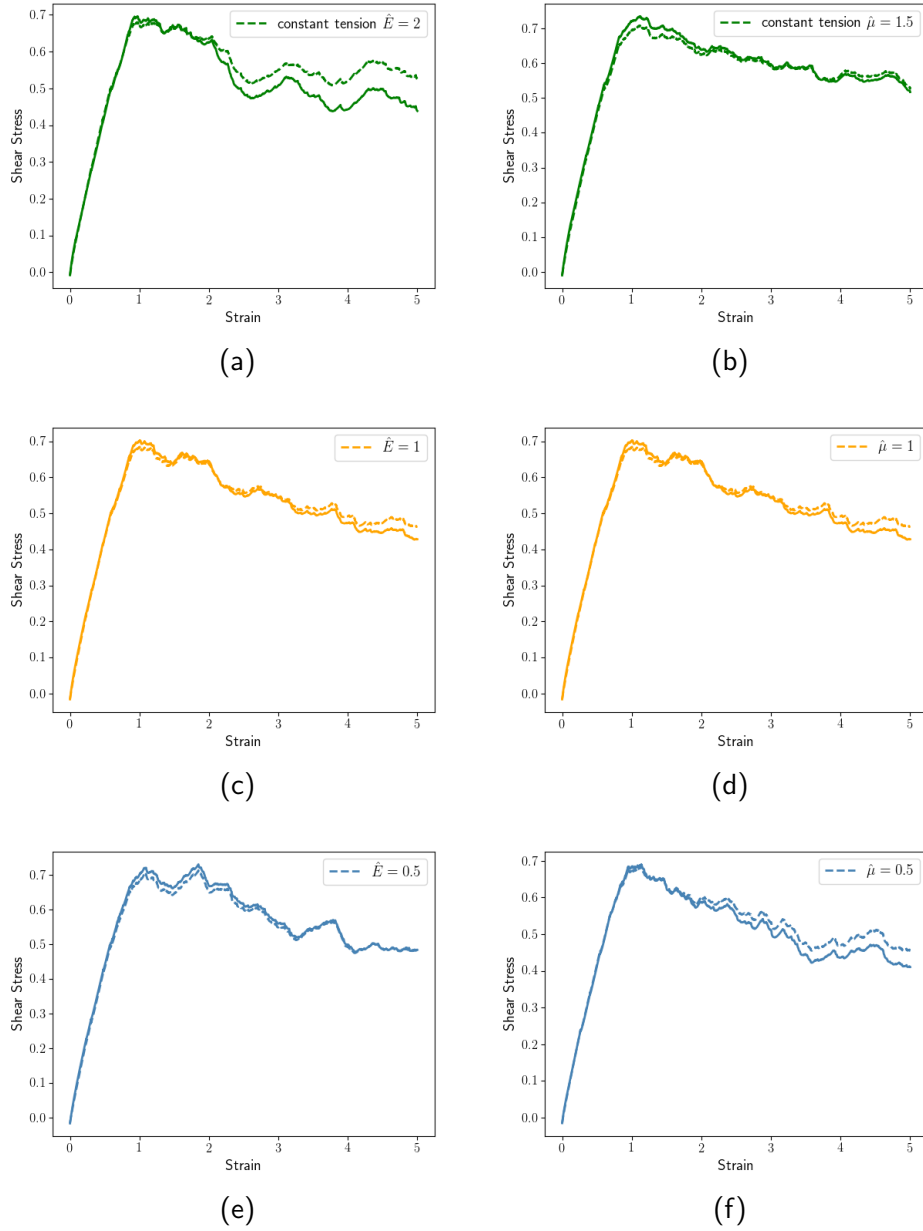 constant tension Ê = 2
0.7
0.6
0.5
0.4
0.3
0.2
0.1
0.0
Shear Stress
0 1 2 3 4 5
Strain
(a)
constant tension μ̂ = 1.5
0.7
0.6
0.5
0.4
0.3
0.2
0.1
0.0
Shear Stress
0 1 2 3 4 5
Strain
(b)
Ê = 1
0.7
0.6
0.5
0.4
0.3
0.2
0.1
0.0
Shear Stress
0 1 2 3 4 5
Strain
(c)
μ̂ = 1
0.7
0.6
0.5
0.4
0.3
0.2
0.1
0.0
Shear Stress
0 1 2 3 4 5
Strain
(d)
Ê = 0.5
0.7
0.6
0.5
0.4
0.3
0.2
0.1
0.0
Shear Stress
0 1 2 3 4 5
Strain
(e)
μ̂ = 0.5
0.7
0.6
0.5
0.4
0.3
0.2
0.1
0.0
Shear Stress
0 1 2 3 4 5
Strain
(f)